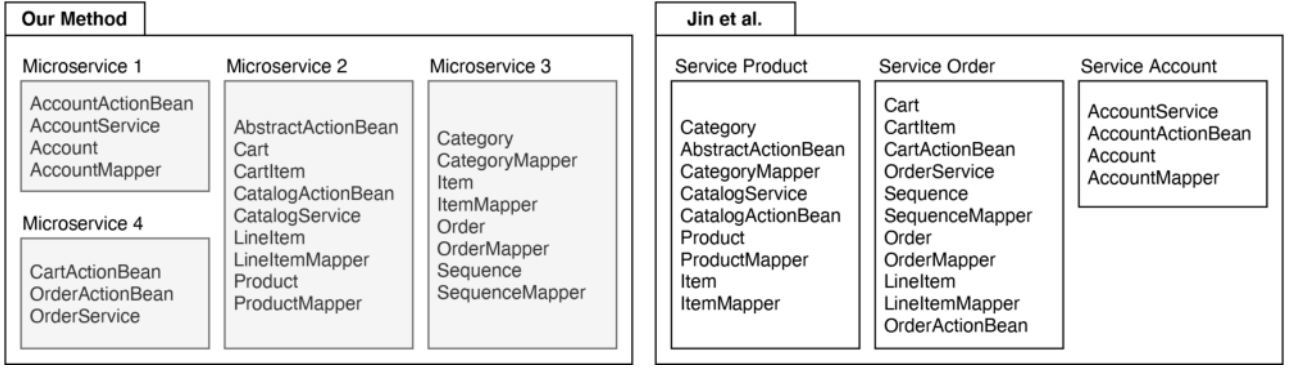 Our Method
Microservice 1
AccountActionBean
AccountService
Account
AccountMapper
Microservice 4
CartActionBean
OrderActionBean
OrderService
Microservice 2
AbstractActionBean
Cart
CartItem
CatalogActionBean
CatalogService
LineItem
LineItemMapper
Product
ProductMapper
Microservice 3
Category
CategoryMapper
Item
ItemMapper
Order
OrderMapper
Sequence
SequenceMapper
Jin et al.
Service Product
Category
AbstractActionBean
CategoryMapper
CatalogService
CatalogActionBean
Product
ProductMapper
Item
ItemMapper
Service Order
Cart
CartItem
CartActionBean
OrderService
Sequence
SequenceMapper
Order
OrderMapper
LineItem
LineItemMapper
OrderActionBean
Service Account
AccountService
AccountActionBean
Account
AccountMapper